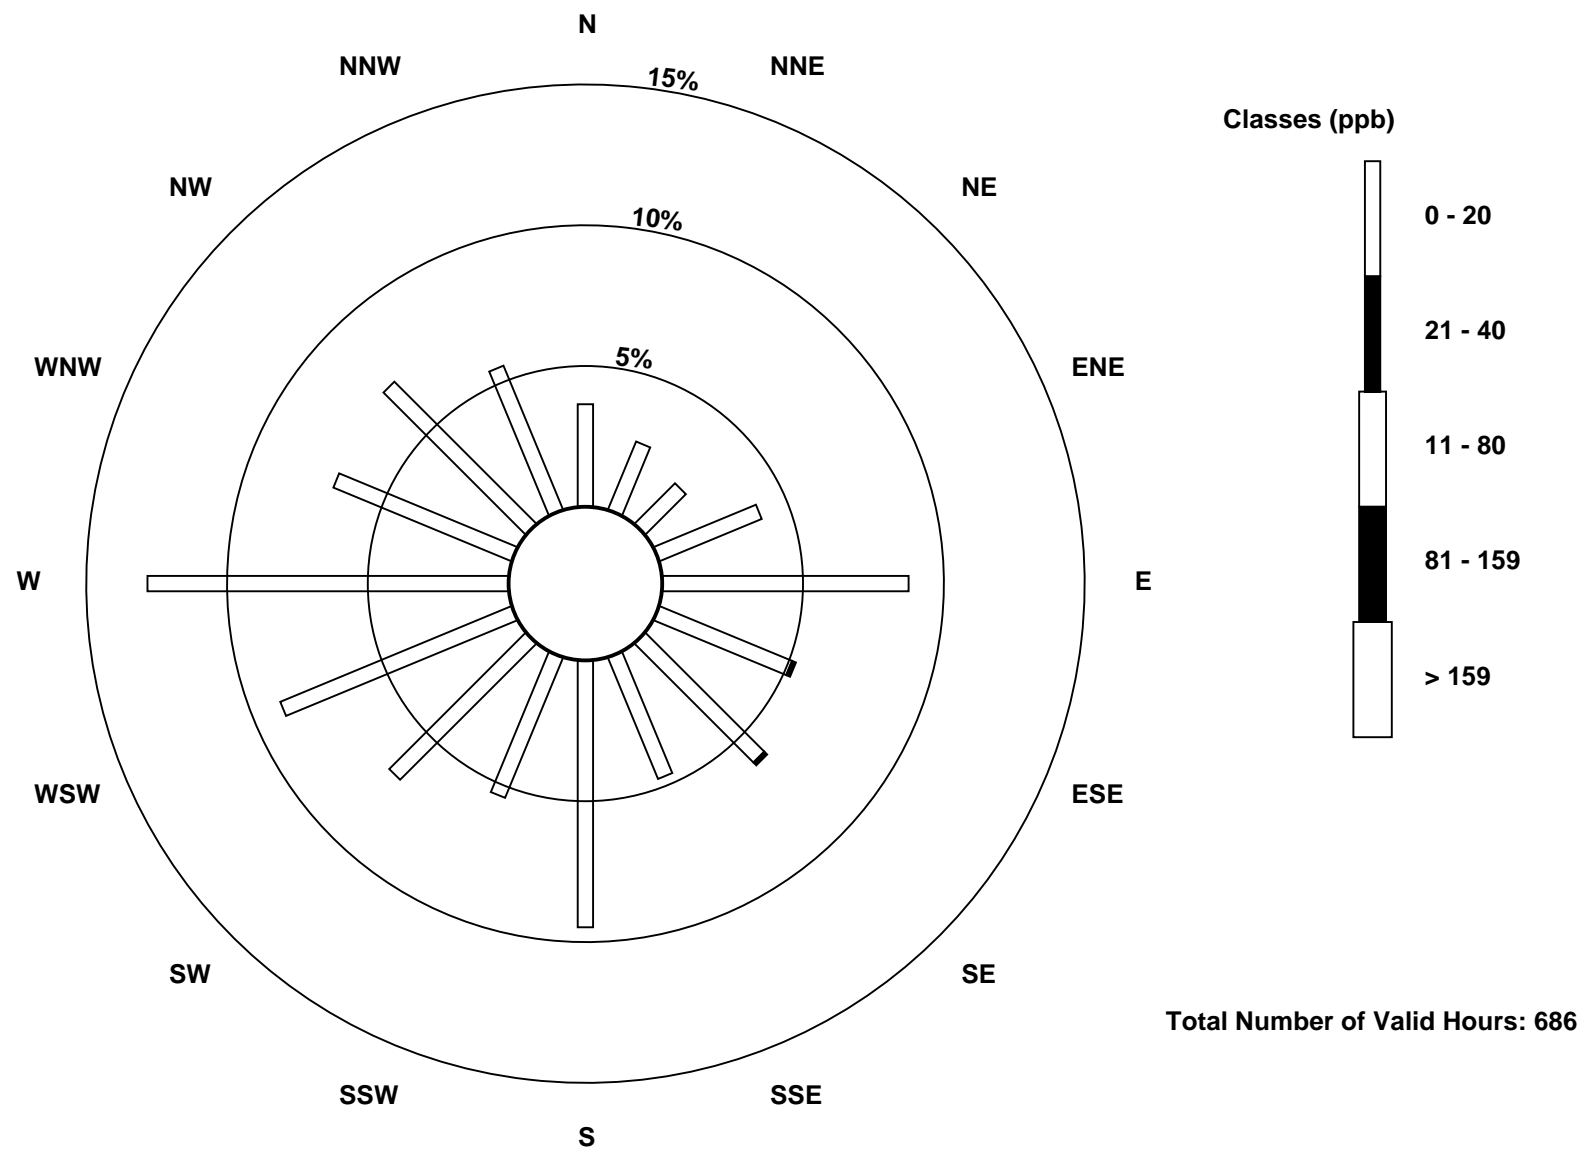 N
NNW
NNE
15%
Classes (ppb)
NW
NE
0 - 20
10%
21 - 40
5%
WNW
ENE
11 - 80
81 - 159
W
E
> 159
WSW
ESE
SW
SE
Total Number of Valid Hours: 686
SSW
SSE
S